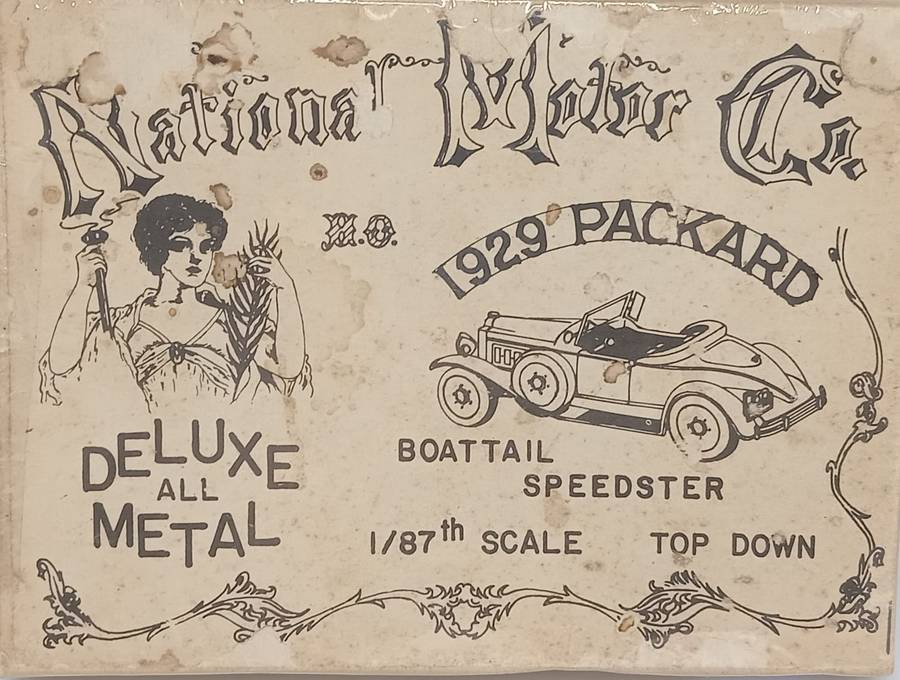 National Motor Co.
H.O.
1929 PACKARD
BOATTAIL
SPEEDSTER
DELUXE
ALL
METAL
1/87th SCALE TOP DOWN